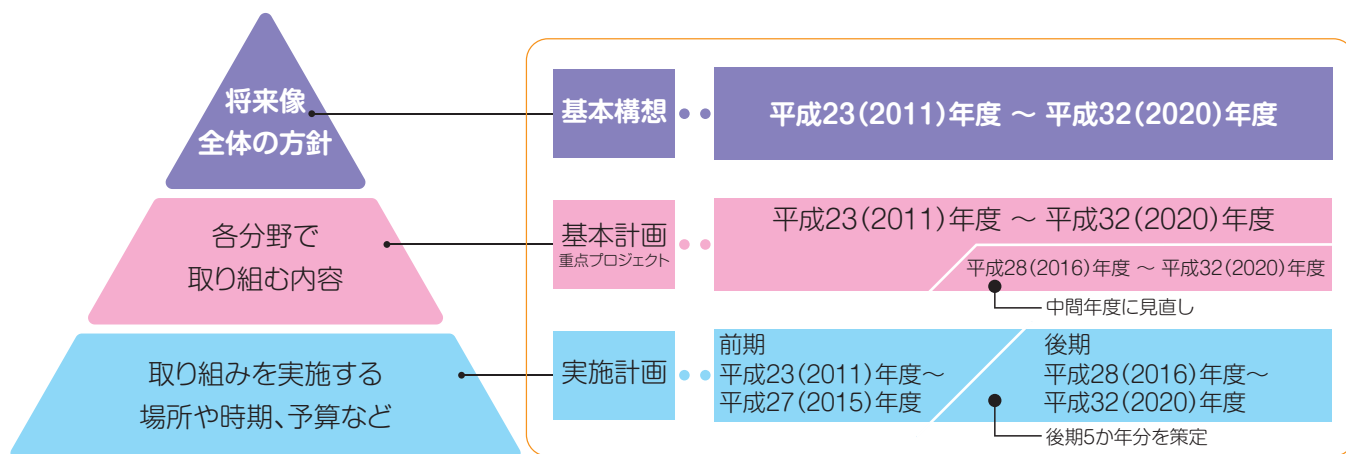 将来像
全体の方針
基本構想
平成23(2011)年度 ～ 平成32(2020)年度
各分野で
取り組む内容
基本計画
重点プロジェクト
平成23(2011)年度 ～ 平成32(2020)年度
平成28(2016)年度 ～ 平成32(2020)年度
中間年度に見直し
取り組みを実施する
場所や時期、予算など
実施計画
前期
平成23(2011)年度～
平成27(2015)年度
後期
平成28(2016)年度～
平成32(2020)年度
後期5か年分を策定